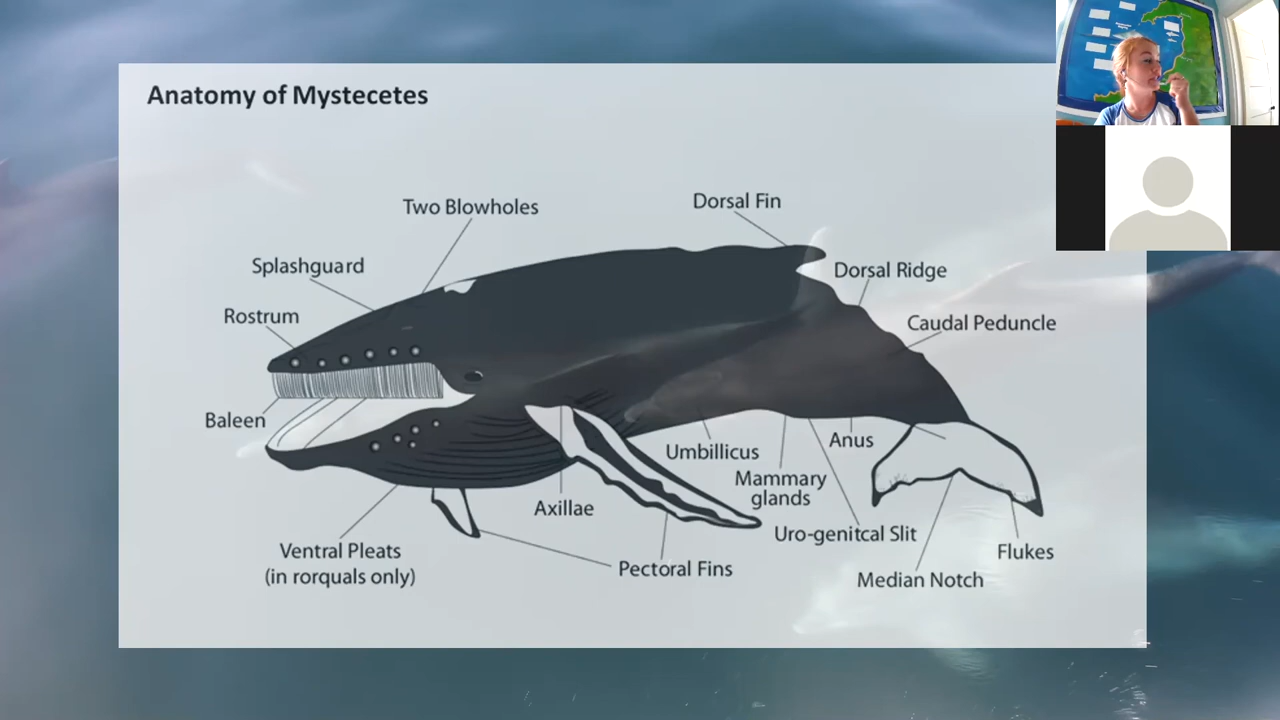 Anatomy of Mystecetes
Two Blowholes
Dorsal Fin
Splashguard
Dorsal Ridge
Rostrum
Caudal Peduncle
Baleen
Umbillicus
Anus
Mammary
glands
Axillae
Uro-genitcal Slit
Ventral Pleats
(in rorquals only)
Pectoral Fins
Flukes
Median Notch